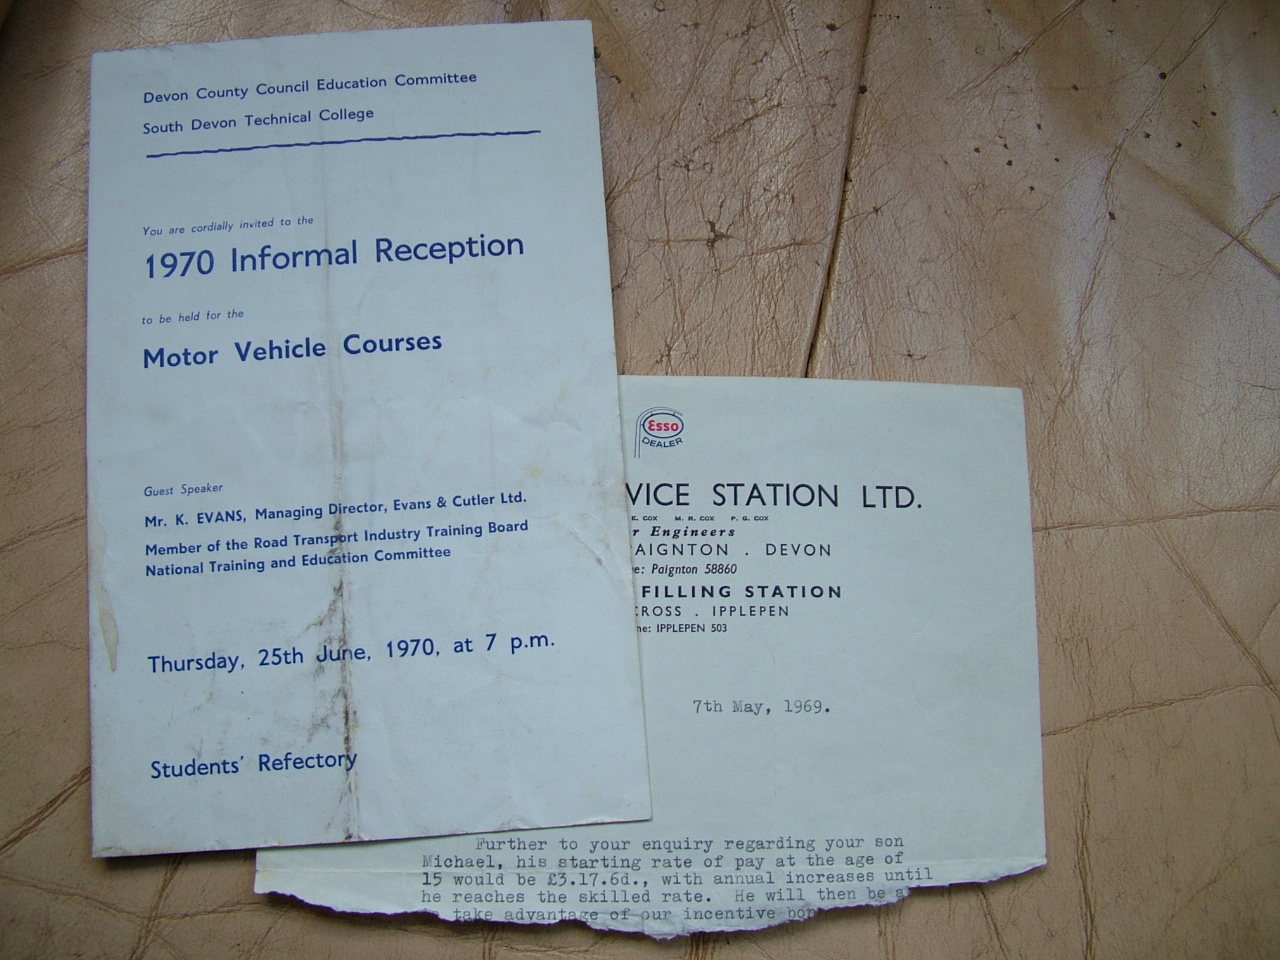 Devon County Council Education Committee
South Devon Technical College
You are cordially invited to the
1970 Informal Reception
to be held for the
Motor Vehicle Courses
Guest Speaker
Mr. K. EVANS, Managing Director, Evans & Cutler Ltd.
Member of the Road Transport Industry Training Board
National Training and Education Committee
Thursday, 25th June, 1970, at 7 p.m.
Students' Refectory
Esso
DEALER
VICE STATION LTD.
E. COX M. R. COX P. G. COX
r Engineers
AIGNTON . DEVON
e: Paignton 58860
FILLING STATION
CROSS . IPPLEPEN
ne: IPPLEPEN 503
7th May, 1969.
Further to your enquiry regarding your son
Michael, his starting rate of pay at the age of
15 would be £3.17.6d., with annual increases until
he reaches the skilled rate. He will then be a
take advantage of our incentive